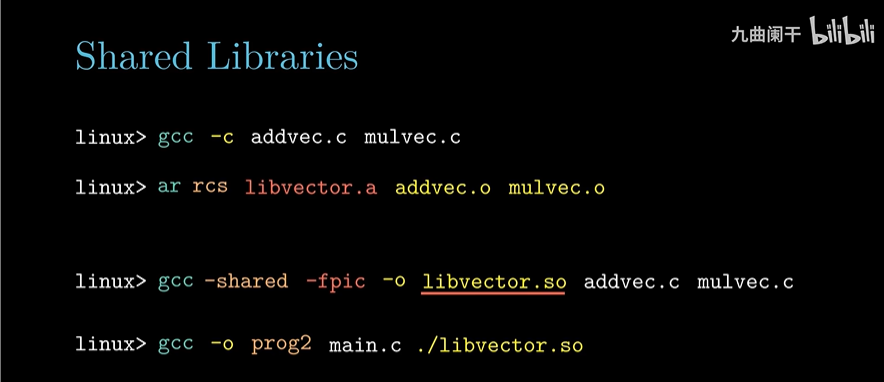 九曲阑干 bilibili
Shared Libraries
linux> gcc -c addvec.c mulvec.c
linux> ar rcs libvector.a addvec.o mulvec.o
linux> gcc -shared -fpic -o libvector.so addvec.c mulvec.c
linux> gcc -o prog2 main.c ./libvector.so